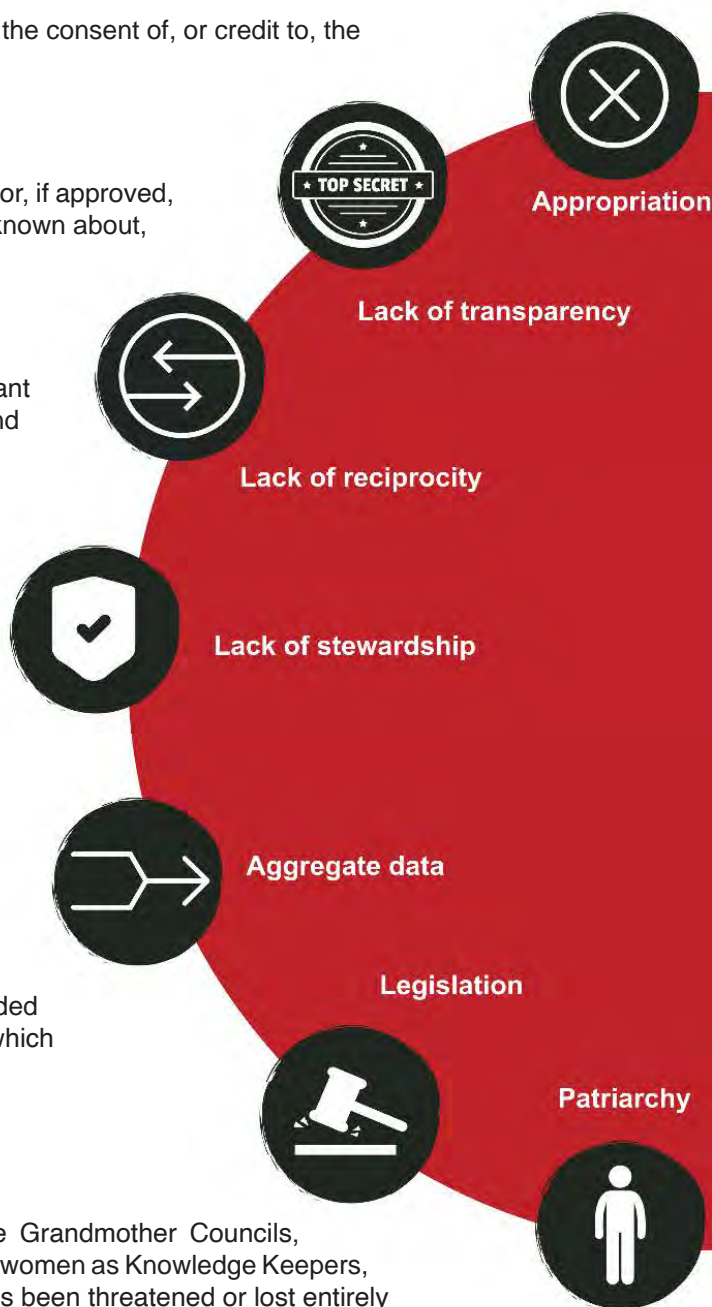 the consent of, or credit to, the
Appropriation
★ TOP SECRET ★
or, if approved,
known about,
Lack of transparency
ant
nd
Lack of reciprocity
Lack of stewardship
Aggregate data
Legislation
ded
which
Patriarchy
e Grandmother Councils,
women as Knowledge Keepers,
s been threatened or lost entirely